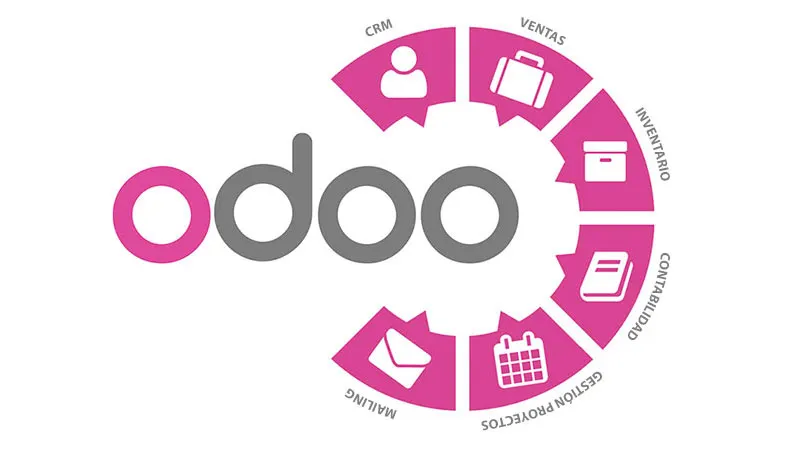 odoo
CRM
VENTAS
INVENTARIO
CONTABILIDAD
GESTIÓN PROYECTOS
MAILING